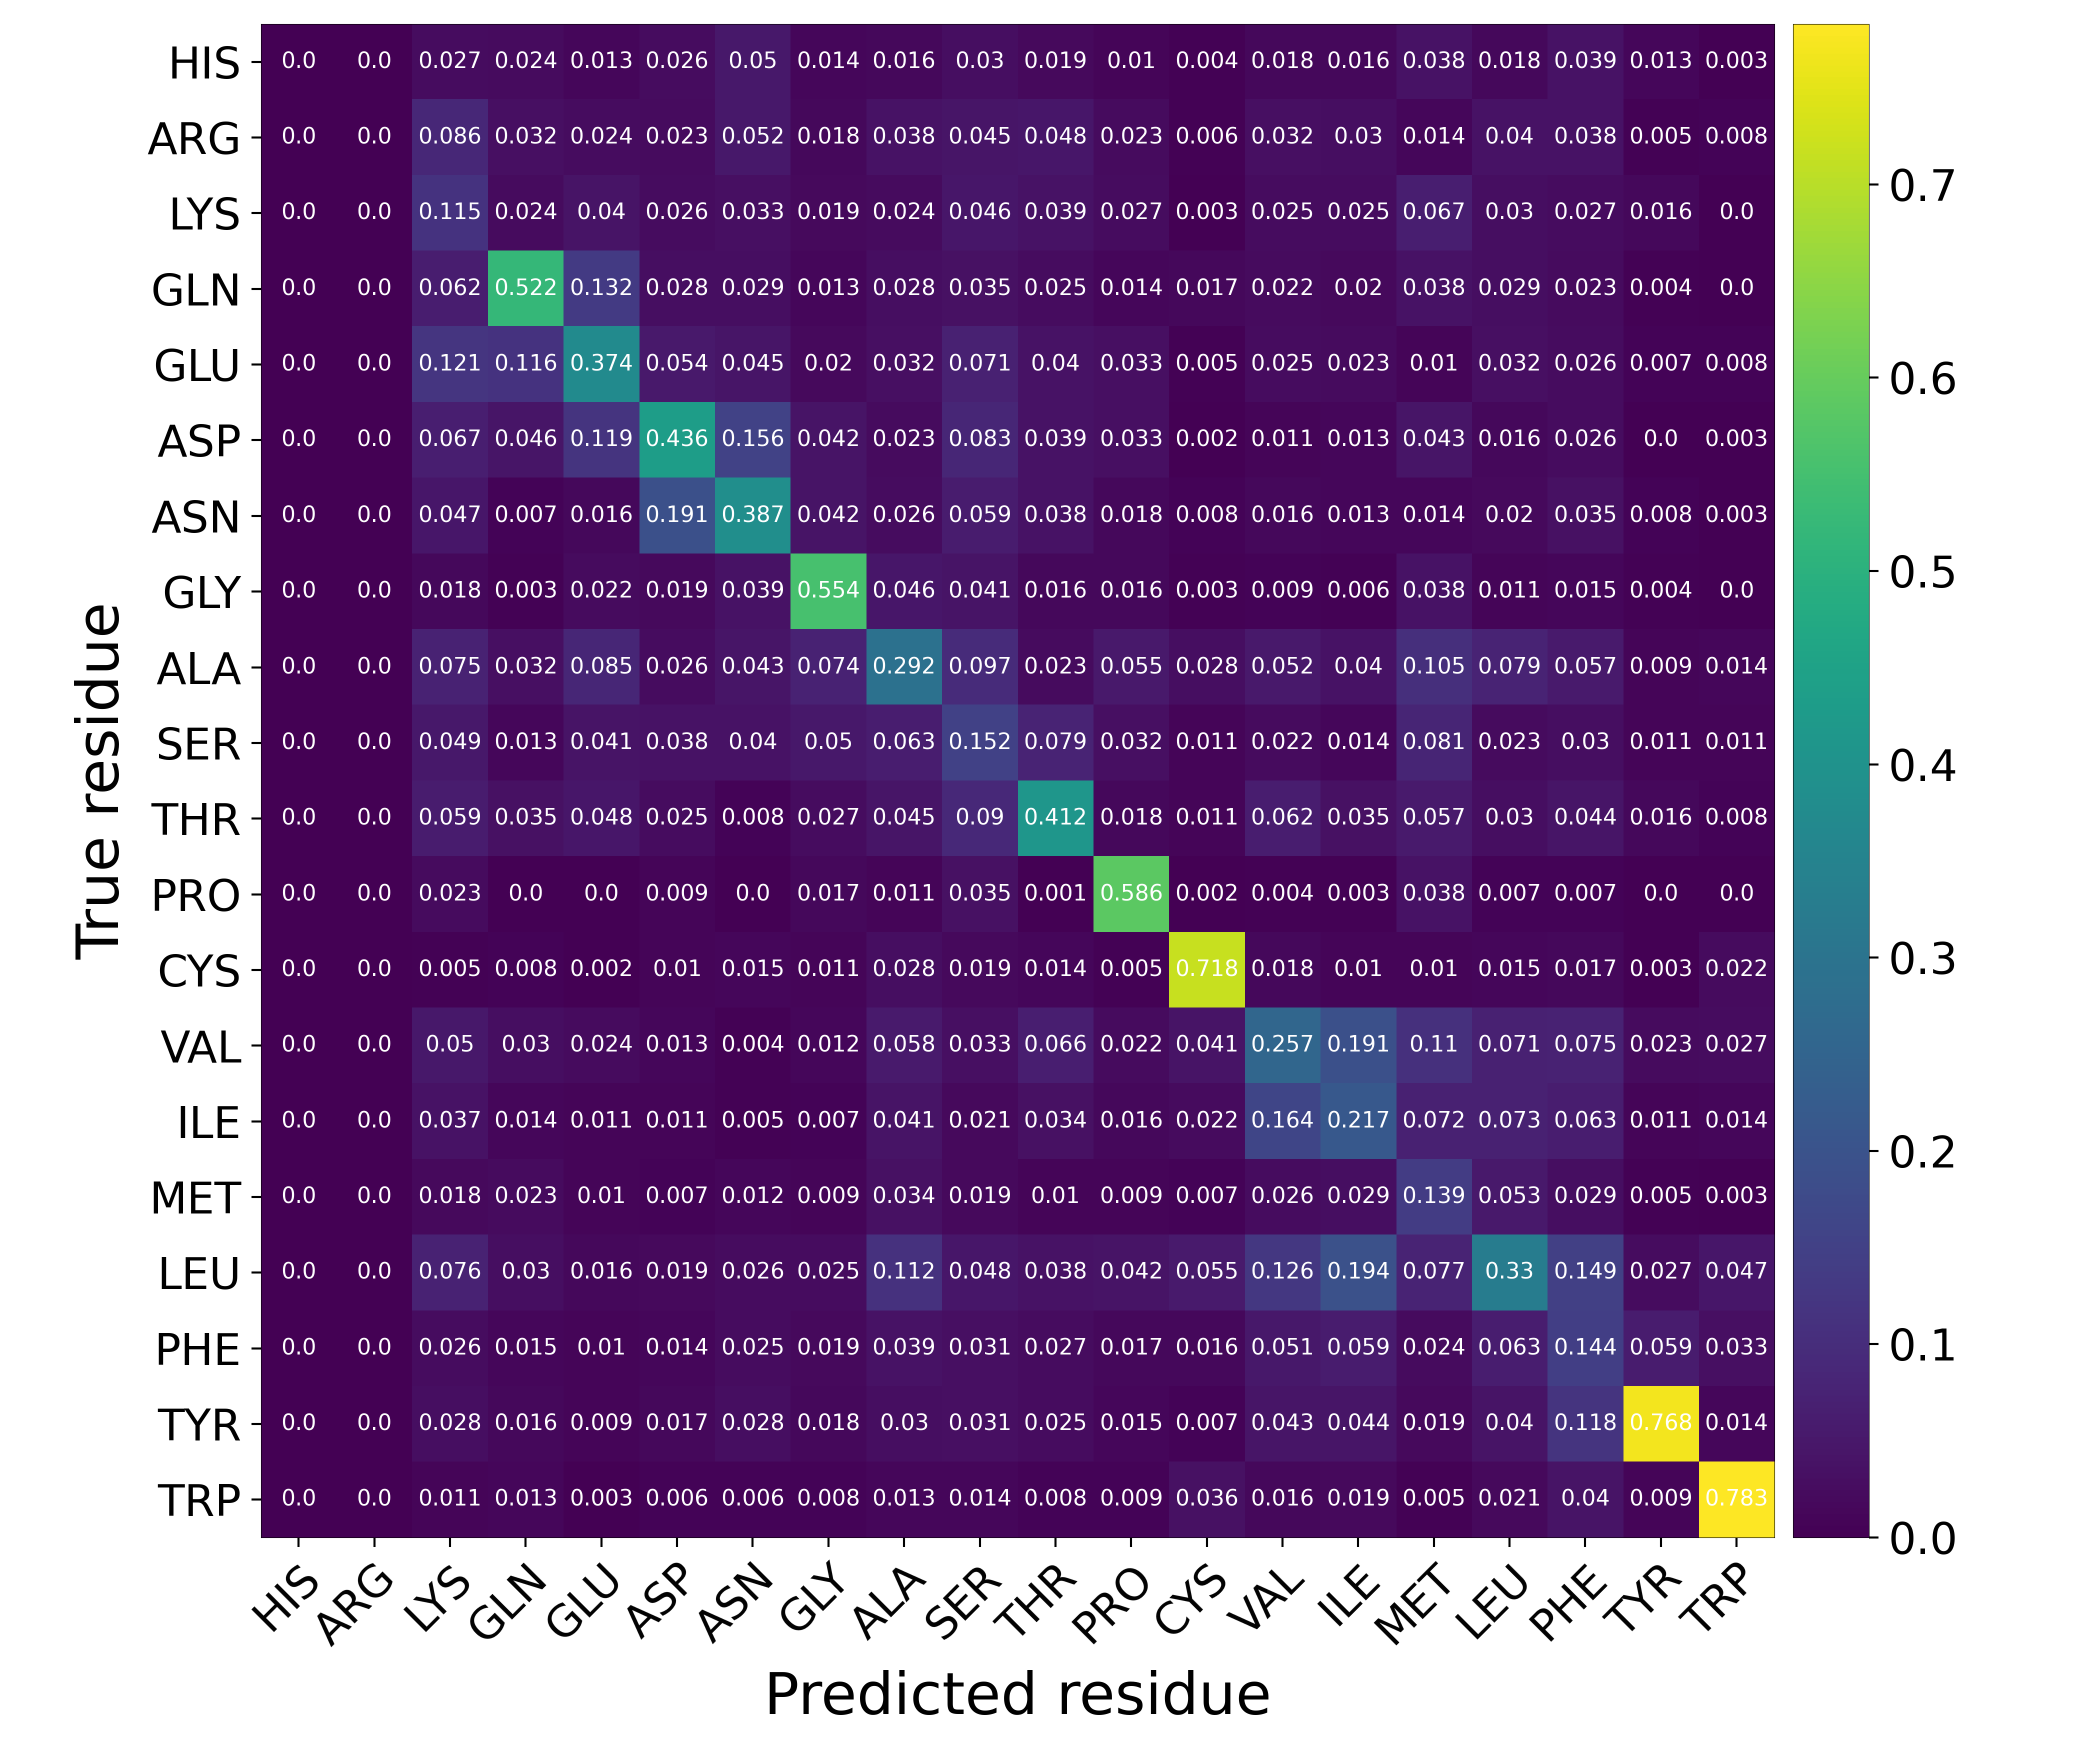 HIS 0.0 0.0 0.027 0.024 0.013 0.026 0.05 0.014 0.016 0.03 0.019 0.01 0.004 0.018 0.016 0.038 0.018 0.039 0.013 0.003
ARG 0.0 0.0 0.086 0.032 0.024 0.023 0.052 0.018 0.038 0.045 0.048 0.023 0.006 0.032 0.03 0.014 0.04 0.038 0.005 0.008
LYS 0.0 0.0 0.115 0.024 0.04 0.026 0.033 0.019 0.024 0.046 0.039 0.027 0.003 0.025 0.025 0.067 0.03 0.027 0.016 0.0
GLN 0.0 0.0 0.062 0.522 0.132 0.028 0.029 0.013 0.028 0.035 0.025 0.014 0.017 0.022 0.02 0.038 0.029 0.023 0.004 0.0
GLU 0.0 0.0 0.121 0.116 0.374 0.054 0.045 0.02 0.032 0.071 0.04 0.033 0.005 0.025 0.023 0.01 0.032 0.026 0.007 0.008
ASP 0.0 0.0 0.067 0.046 0.119 0.436 0.156 0.042 0.023 0.083 0.039 0.033 0.002 0.011 0.013 0.043 0.016 0.026 0.0 0.003
ASN 0.0 0.0 0.047 0.007 0.016 0.191 0.387 0.042 0.026 0.059 0.038 0.018 0.008 0.016 0.013 0.014 0.02 0.035 0.008 0.003
GLY 0.0 0.0 0.018 0.003 0.022 0.019 0.039 0.554 0.046 0.041 0.016 0.016 0.003 0.009 0.006 0.038 0.011 0.015 0.004 0.0
ALA 0.0 0.0 0.075 0.032 0.085 0.026 0.043 0.074 0.292 0.097 0.023 0.055 0.028 0.052 0.04 0.105 0.079 0.057 0.009 0.014
SER 0.0 0.0 0.049 0.013 0.041 0.038 0.04 0.05 0.063 0.152 0.079 0.032 0.011 0.022 0.014 0.081 0.023 0.03 0.011 0.011
THR 0.0 0.0 0.059 0.035 0.048 0.025 0.008 0.027 0.045 0.09 0.412 0.018 0.011 0.062 0.035 0.057 0.03 0.044 0.016 0.008
PRO 0.0 0.0 0.023 0.0 0.0 0.009 0.0 0.017 0.011 0.035 0.001 0.586 0.002 0.004 0.003 0.038 0.007 0.007 0.0 0.0
CYS 0.0 0.0 0.005 0.008 0.002 0.01 0.015 0.011 0.028 0.019 0.014 0.005 0.718 0.018 0.01 0.01 0.015 0.017 0.003 0.022
VAL 0.0 0.0 0.05 0.03 0.024 0.013 0.004 0.012 0.058 0.033 0.066 0.022 0.041 0.257 0.191 0.11 0.071 0.075 0.023 0.027
ILE 0.0 0.0 0.037 0.014 0.011 0.011 0.005 0.007 0.041 0.021 0.034 0.016 0.022 0.164 0.217 0.072 0.073 0.063 0.011 0.014
MET 0.0 0.0 0.018 0.023 0.01 0.007 0.012 0.009 0.034 0.019 0.01 0.009 0.007 0.026 0.029 0.139 0.053 0.029 0.005 0.003
LEU 0.0 0.0 0.076 0.03 0.016 0.019 0.026 0.025 0.112 0.048 0.038 0.042 0.055 0.126 0.194 0.077 0.33 0.149 0.027 0.047
PHE 0.0 0.0 0.026 0.015 0.01 0.014 0.025 0.019 0.039 0.031 0.027 0.017 0.016 0.051 0.059 0.024 0.063 0.144 0.059 0.033
TYR 0.0 0.0 0.028 0.016 0.009 0.017 0.028 0.018 0.03 0.031 0.025 0.015 0.007 0.043 0.044 0.019 0.04 0.118 0.768 0.014
TRP 0.0 0.0 0.011 0.013 0.003 0.006 0.006 0.008 0.013 0.014 0.008 0.009 0.036 0.016 0.019 0.005 0.021 0.04 0.009 0.783
HIS ARG LYS GLN GLU ASP ASN GLY ALA SER THR PRO CYS VAL ILE MET LEU PHE TYR TRP
Predicted residue
True residue
0.7
0.6
0.5
0.4
0.3
0.2
0.1
0.0